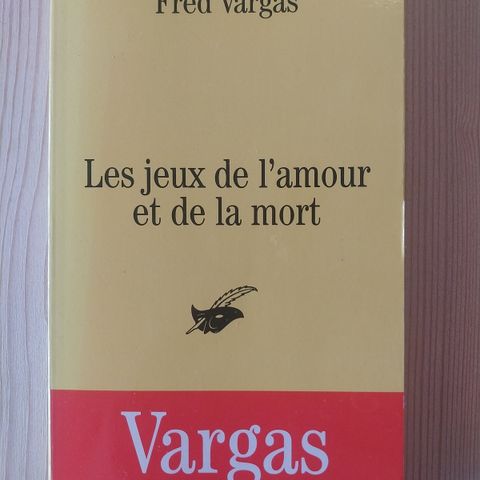 Fred Vargas
Les jeux de l'amour
et de la mort
Vargas